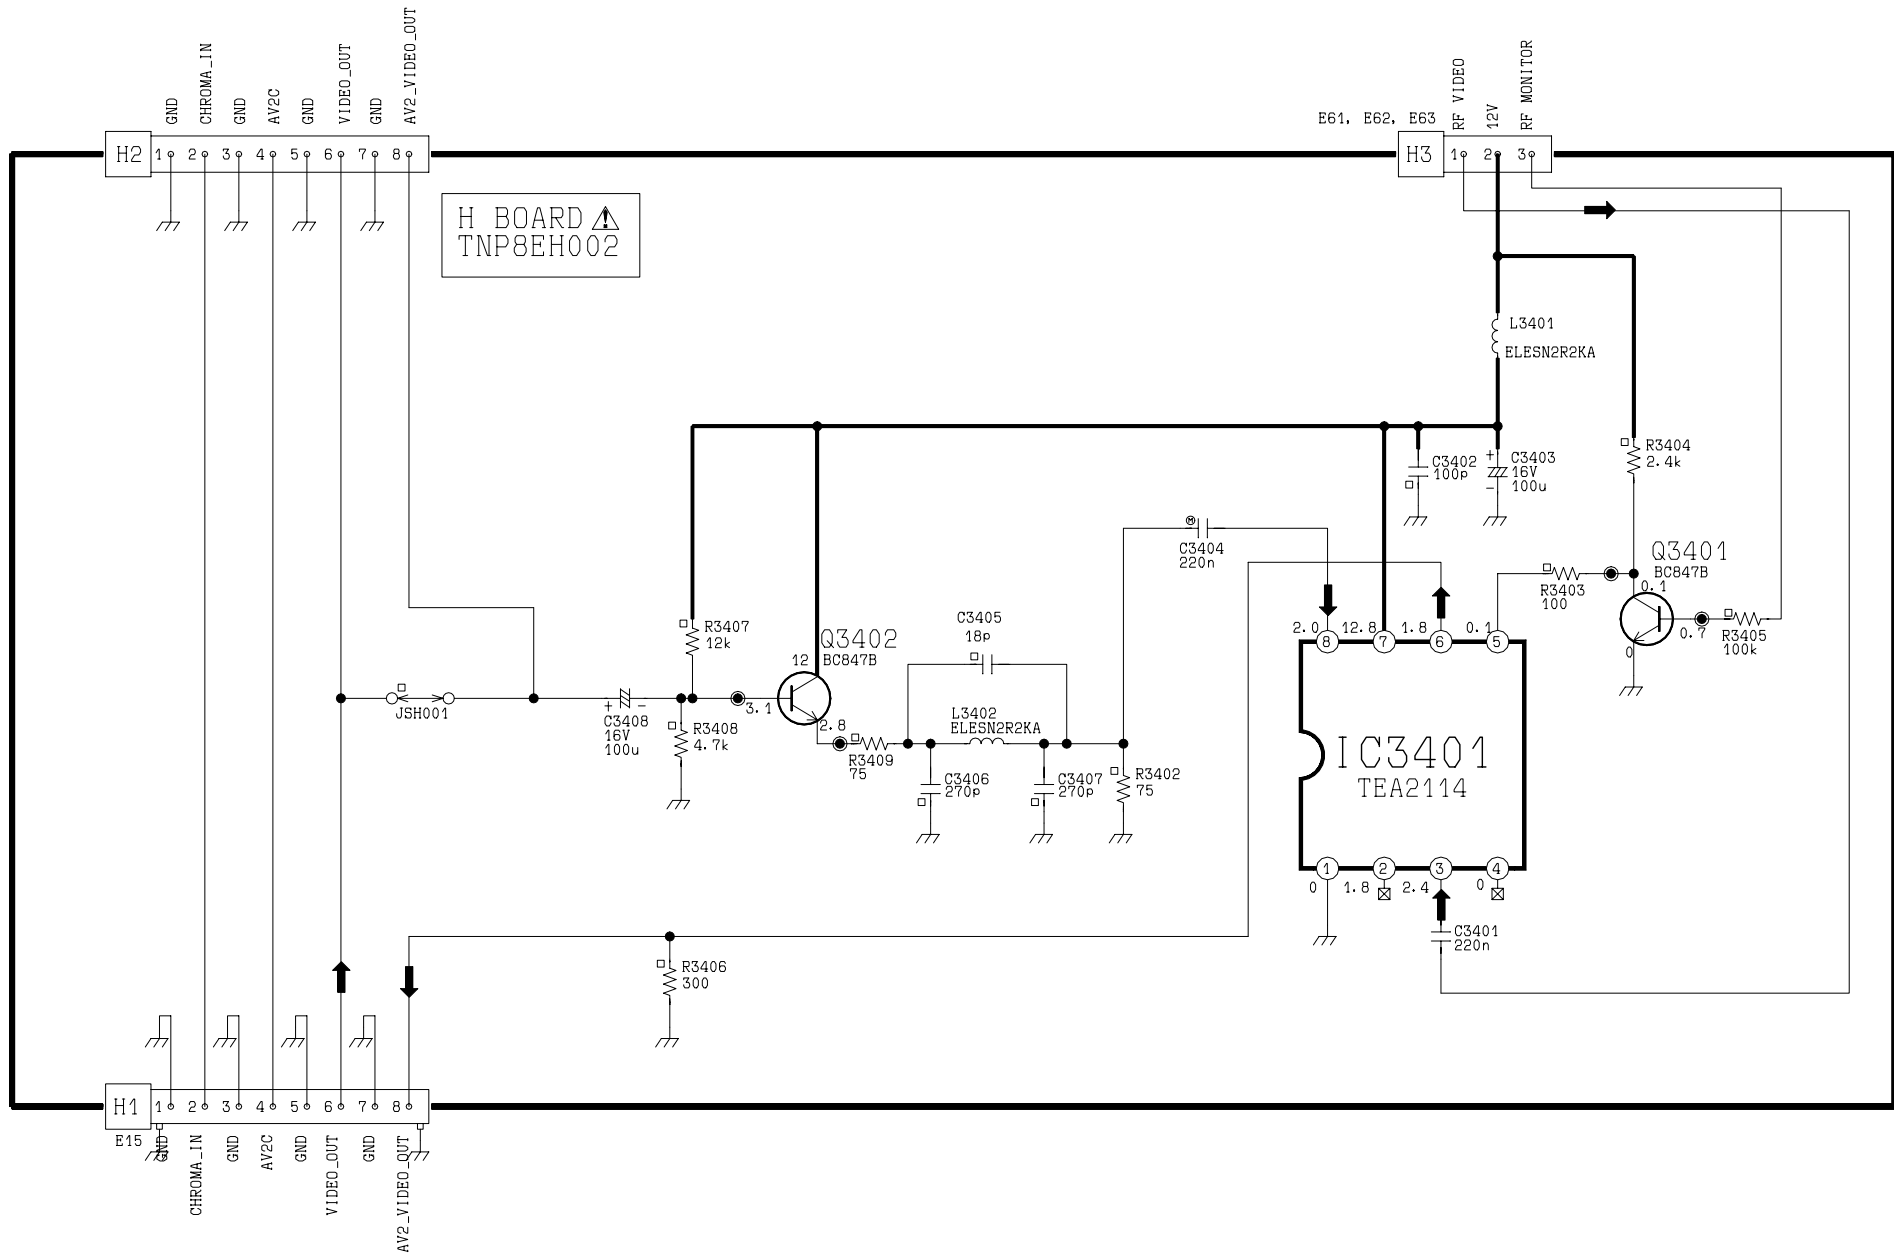 GND
CHROMA_IN
GND
AV2C
GND
VIDEO_OUT
GND
AV2_VIDEO_OUT
H2
1 2 3 4 5 6 7 8
E61, E62, E63
RF VIDEO
12V
RF MONITOR
H3
1 2 3
H BOARD
TNP8EH002
L3401
ELESN2R2KA
C3402
100p
+
C3403
16V
100u
-
R3404
2.4k
M
C3404
220n
R3403
100
Q3401
BC847B
0.1
0.7
0
R3405
100k
R3407
12k
Q3402
BC847B
12
3.1
2.8
JSH001
+ -
C3408
16V
100u
R3408
4.7k
R3409
75
C3405
18p
L3402
ELESN2R2KA
C3406
270p
C3407
270p
R3402
75
2.0 12.8 1.8 0.1
8 7 6 5
IC3401
TEA2114
1 2 3 4
0 1.8 2.4 0
C3401
220n
R3406
300
H1
1 2 3 4 5 6 7 8
E15
GND
CHROMA_IN
GND
AV2C
GND
VIDEO_OUT
GND
AV2_VIDEO_OUT